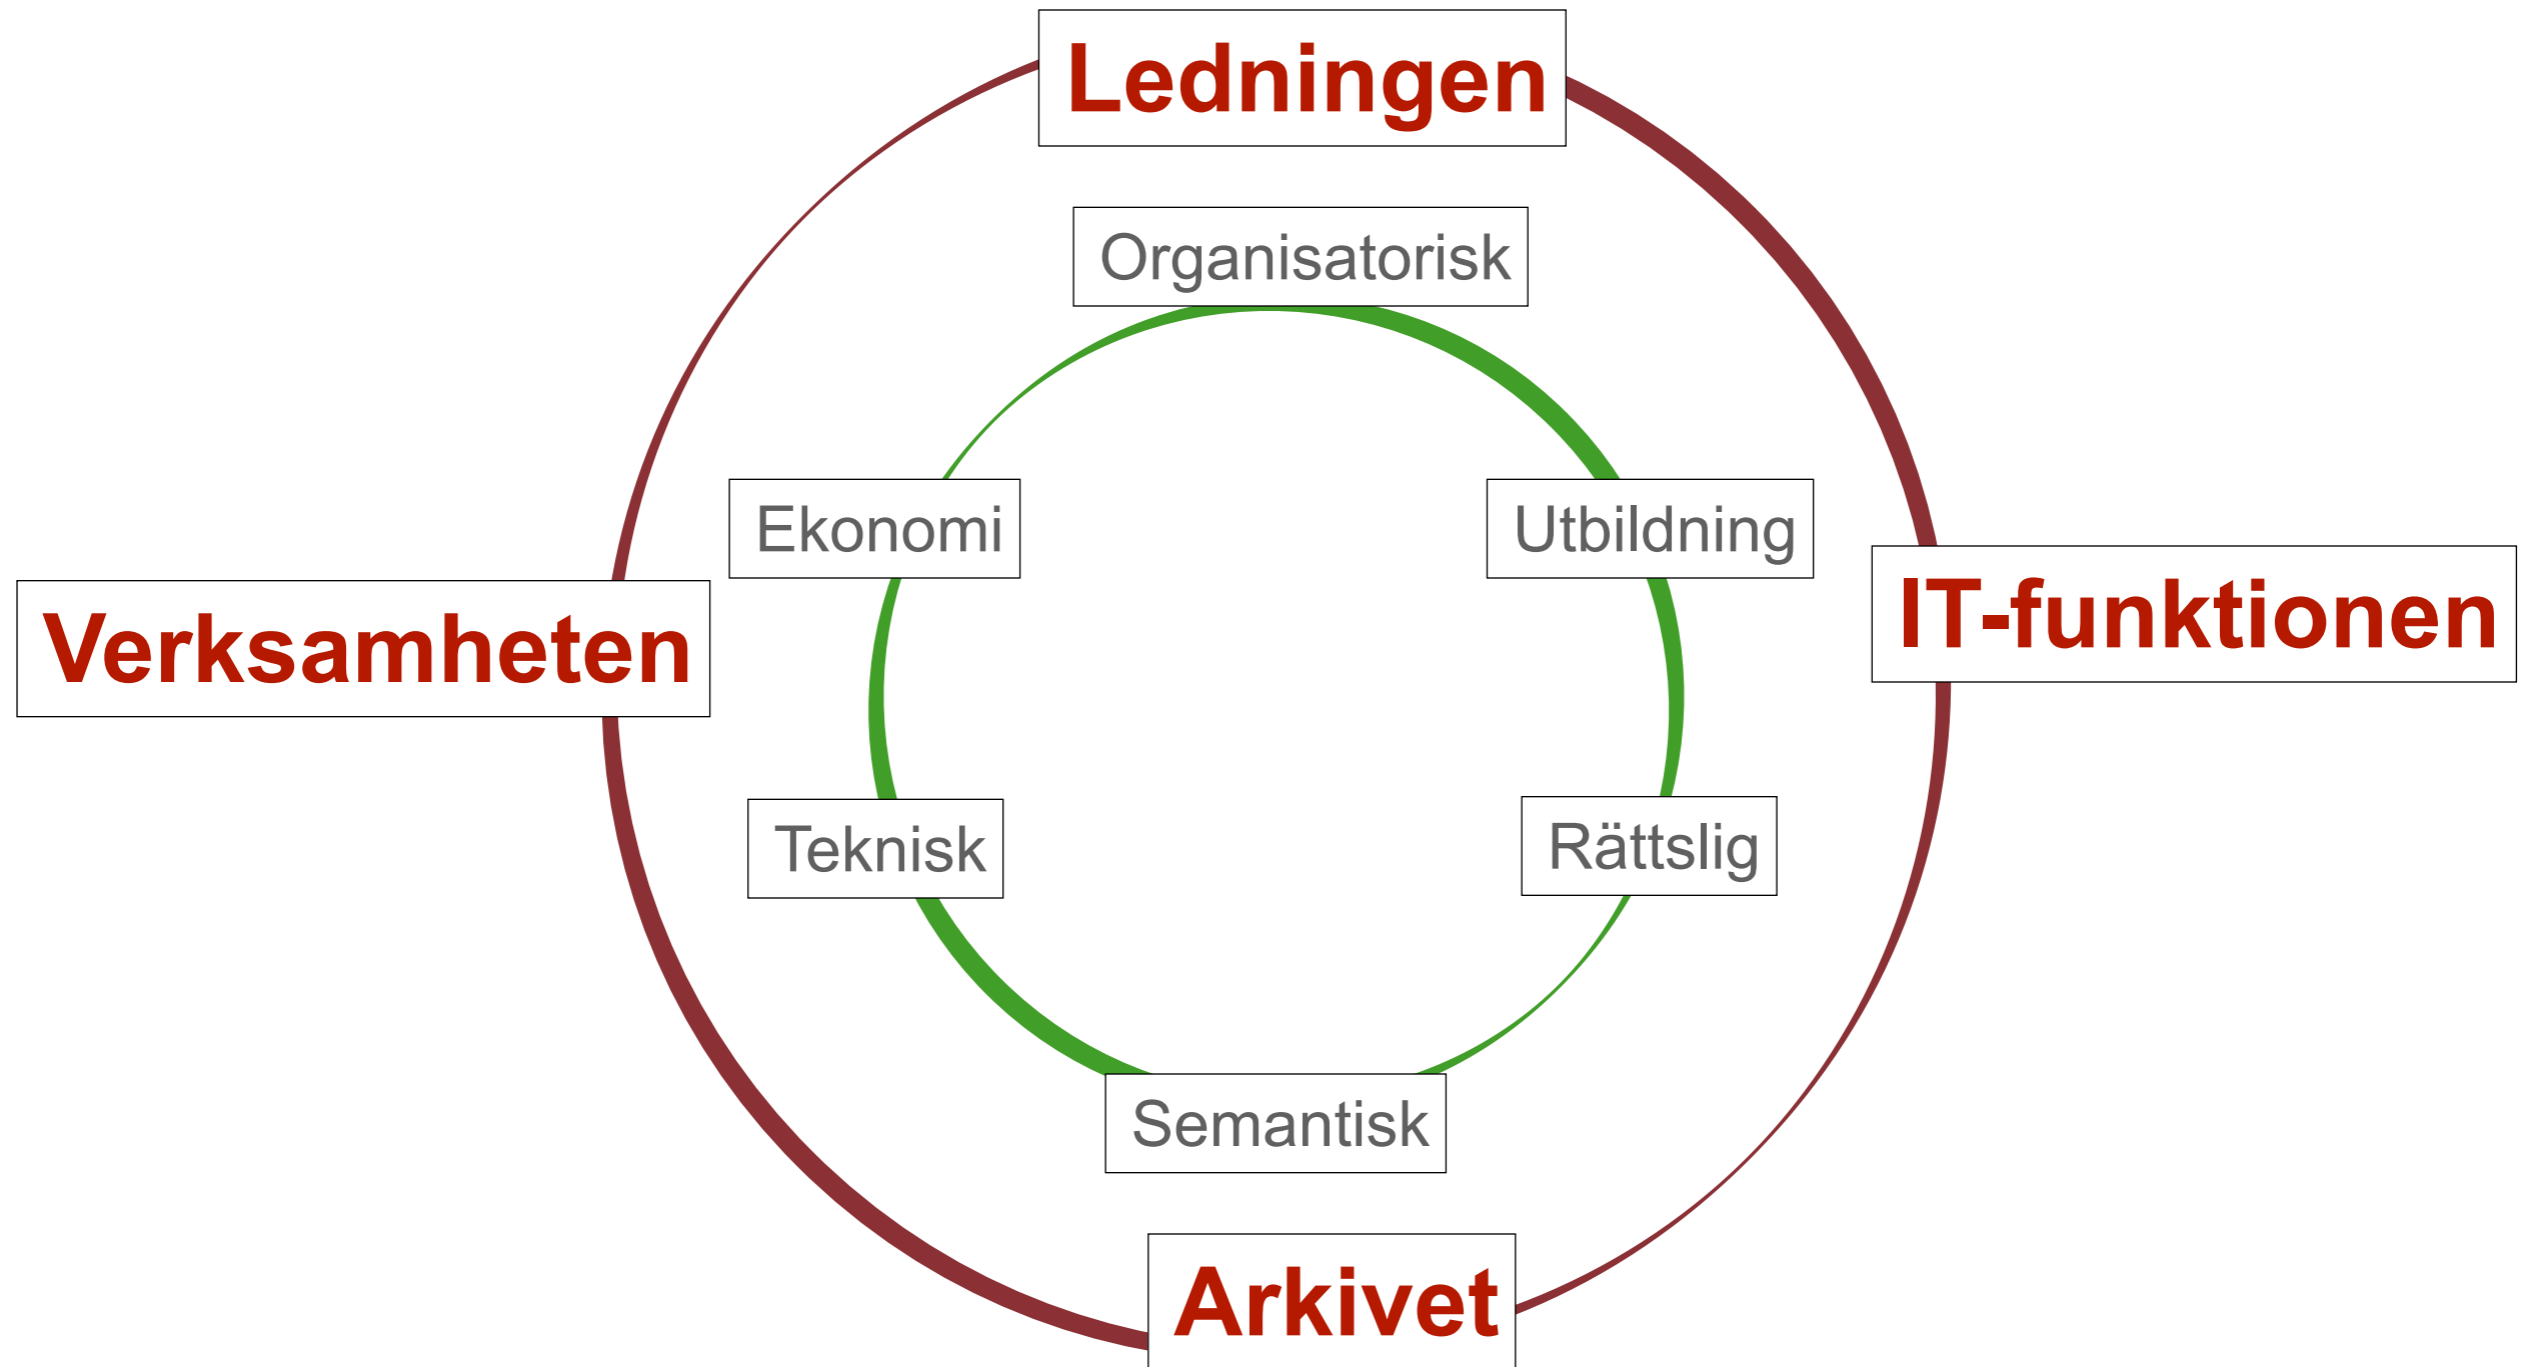 Ledningen
Organisatorisk
Ekonomi
Utbildning
Verksamheten
IT-funktionen
Teknisk
Rättslig
Semantisk
Arkivet